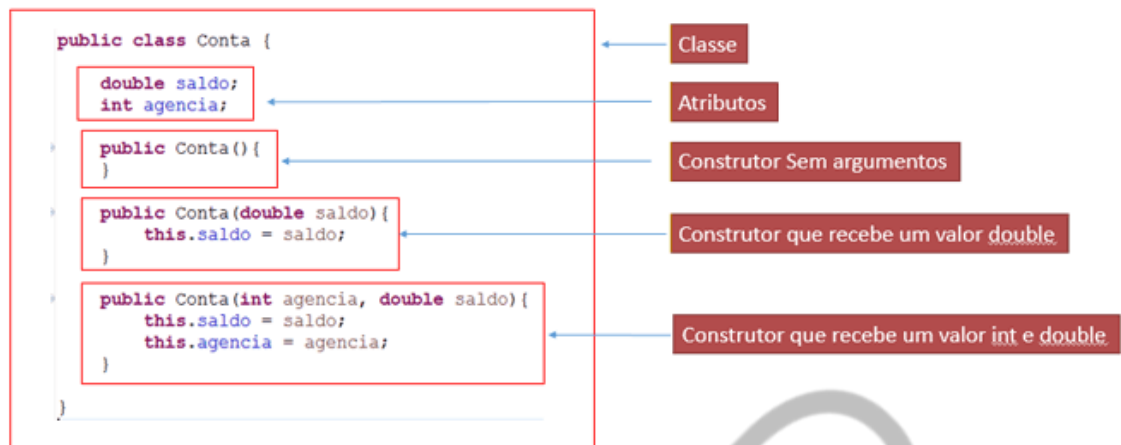 public class Conta {
Classe
double saldo;
int agencia;
Atributos
public Conta(){
}
Construtor Sem argumentos
public Conta(double saldo){
this.saldo = saldo;
}
Construtor que recebe um valor double
public Conta(int agencia, double saldo){
this.saldo = saldo;
this.agencia = agencia;
}
Construtor que recebe um valor int e double
}